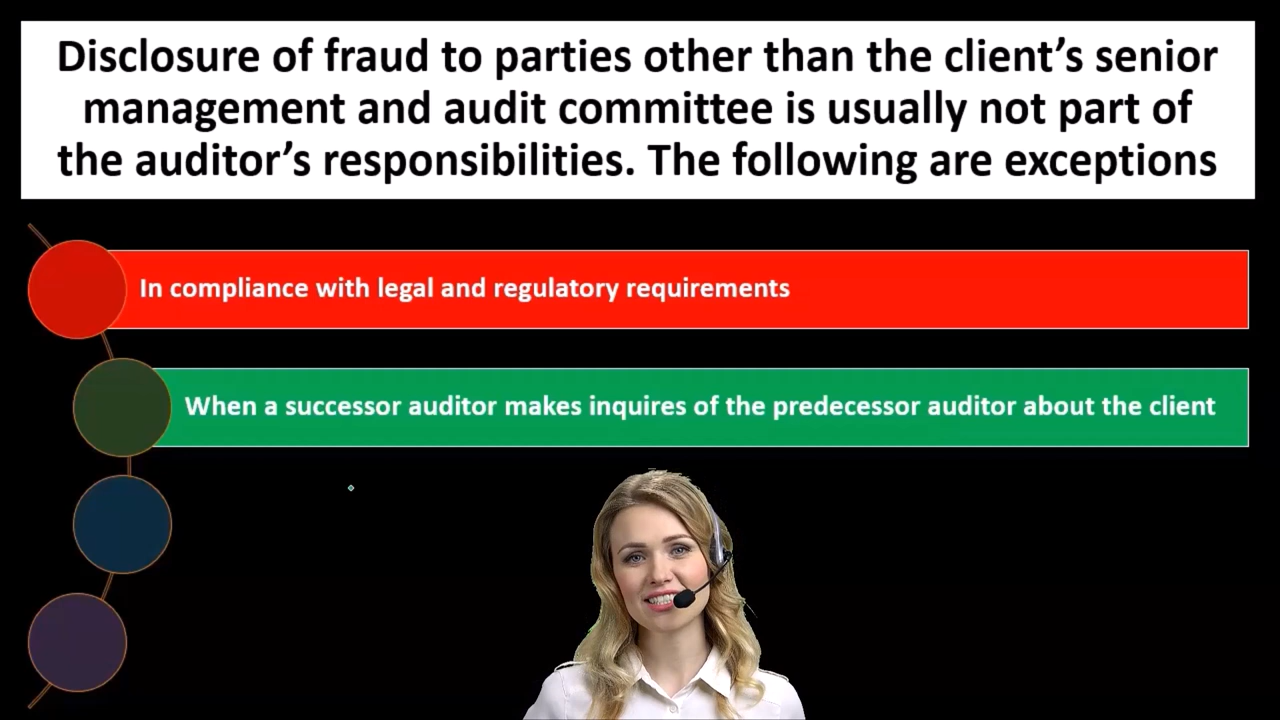 Disclosure of fraud to parties other than the client’s senior
management and audit committee is usually not part of
the auditor’s responsibilities. The following are exceptions
In compliance with legal and regulatory requirements
When a successor auditor makes inquires of the predecessor auditor about the client